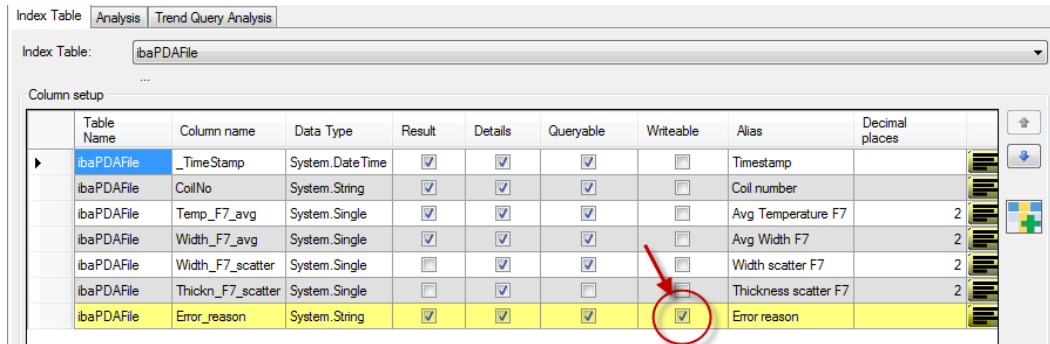 Index Table Analysis Trend Query Analysis
Index Table: ibaPDAFile
...
Column setup
Table Name Column name Data Type Result Details Queryable Writeable Alias Decimal places
ibaPDAFile _TimeStamp System.DateTime Timestamp
ibaPDAFile CoilNo System.String Coil number
ibaPDAFile Temp_F7_avg System.Single Avg Temperature F7 2
ibaPDAFile Width_F7_avg System.Single Avg Width F7 2
ibaPDAFile Width_F7_scatter System.Single Width scatter F7 2
ibaPDAFile Thickn_F7_scatter System.Single Thickness scatter F7 2
ibaPDAFile Error_reason System.String Error reason